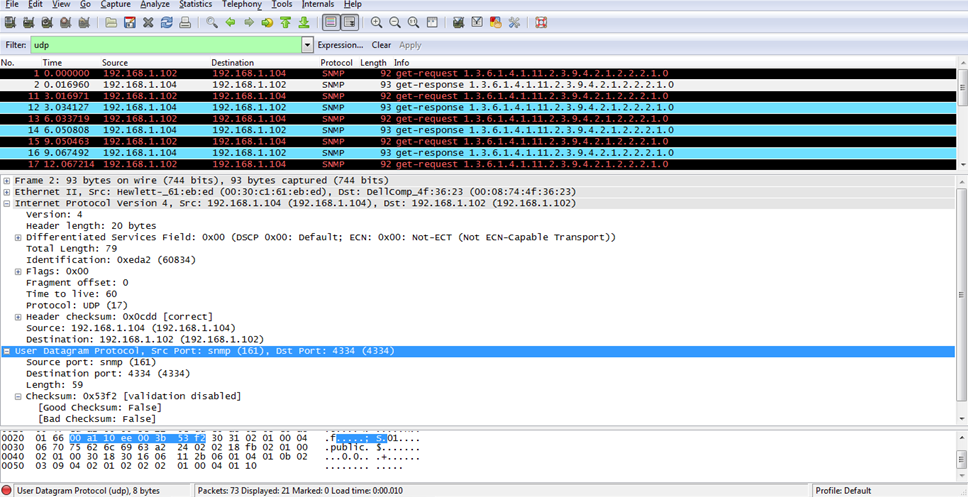 File Edit View Go Capture Analyze Statistics Telephony Tools Internals Help
Filter: udp Expression... Clear Apply
No. Time Source Destination Protocol Length Info
1 0.000000 192.168.1.102 192.168.1.104 SNMP 92 get-request 1.3.6.1.4.1.11.2.3.9.4.2.1.2.2.2.1.0
2 0.016960 192.168.1.104 192.168.1.102 SNMP 93 get-response 1.3.6.1.4.1.11.2.3.9.4.2.1.2.2.2.1.0
11 3.016971 192.168.1.102 192.168.1.104 SNMP 92 get-request 1.3.6.1.4.1.11.2.3.9.4.2.1.2.2.2.1.0
12 3.034127 192.168.1.104 192.168.1.102 SNMP 93 get-response 1.3.6.1.4.1.11.2.3.9.4.2.1.2.2.2.1.0
13 6.033719 192.168.1.102 192.168.1.104 SNMP 92 get-request 1.3.6.1.4.1.11.2.3.9.4.2.1.2.2.2.1.0
14 6.050808 192.168.1.104 192.168.1.102 SNMP 93 get-response 1.3.6.1.4.1.11.2.3.9.4.2.1.2.2.2.1.0
15 9.050463 192.168.1.102 192.168.1.104 SNMP 92 get-request 1.3.6.1.4.1.11.2.3.9.4.2.1.2.2.2.1.0
16 9.067492 192.168.1.104 192.168.1.102 SNMP 93 get-response 1.3.6.1.4.1.11.2.3.9.4.2.1.2.2.2.1.0
17 12.067214 192.168.1.102 192.168.1.104 SNMP 92 get-request 1.3.6.1.4.1.11.2.3.9.4.2.1.2.2.2.1.0
Frame 2: 93 bytes on wire (744 bits), 93 bytes captured (744 bits)
Ethernet II, Src: Hewlett-_61:eb:ed (00:30:c1:61:eb:ed), Dst: DellComp_4f:36:23 (00:08:74:4f:36:23)
Internet Protocol Version 4, Src: 192.168.1.104 (192.168.1.104), Dst: 192.168.1.102 (192.168.1.102)
Version: 4
Header length: 20 bytes
Differentiated Services Field: 0x00 (DSCP 0x00: Default; ECN: 0x00: Not-ECT (Not ECN-Capable Transport))
Total Length: 79
Identification: 0xeda2 (60834)
Flags: 0x00
Fragment offset: 0
Time to live: 60
Protocol: UDP (17)
Header checksum: 0x0cdd [correct]
Source: 192.168.1.104 (192.168.1.104)
Destination: 192.168.1.102 (192.168.1.102)
User Datagram Protocol, Src Port: snmp (161), Dst Port: 4334 (4334)
Source port: snmp (161)
Destination port: 4334 (4334)
Length: 59
Checksum: 0x53f2 [validation disabled]
[Good Checksum: False]
[Bad Checksum: False]
0020 01 66 00 a1 10 ee 00 3b 53 f2 30 31 02 01 00 04 .f.....; S.01....
0030 06 70 75 62 6c 69 63 a2 24 02 02 18 fb 02 01 00 .public. $.......
0040 02 01 00 30 18 30 16 06 11 2b 06 01 04 01 0b 02 ...0.0.. .+......
0050 03 09 04 02 01 02 02 02 01 00 04 01 10 ........ .....
User Datagram Protocol (udp), 8 bytes Packets: 73 Displayed: 21 Marked: 0 Load time: 0:00.010 Profile: Default